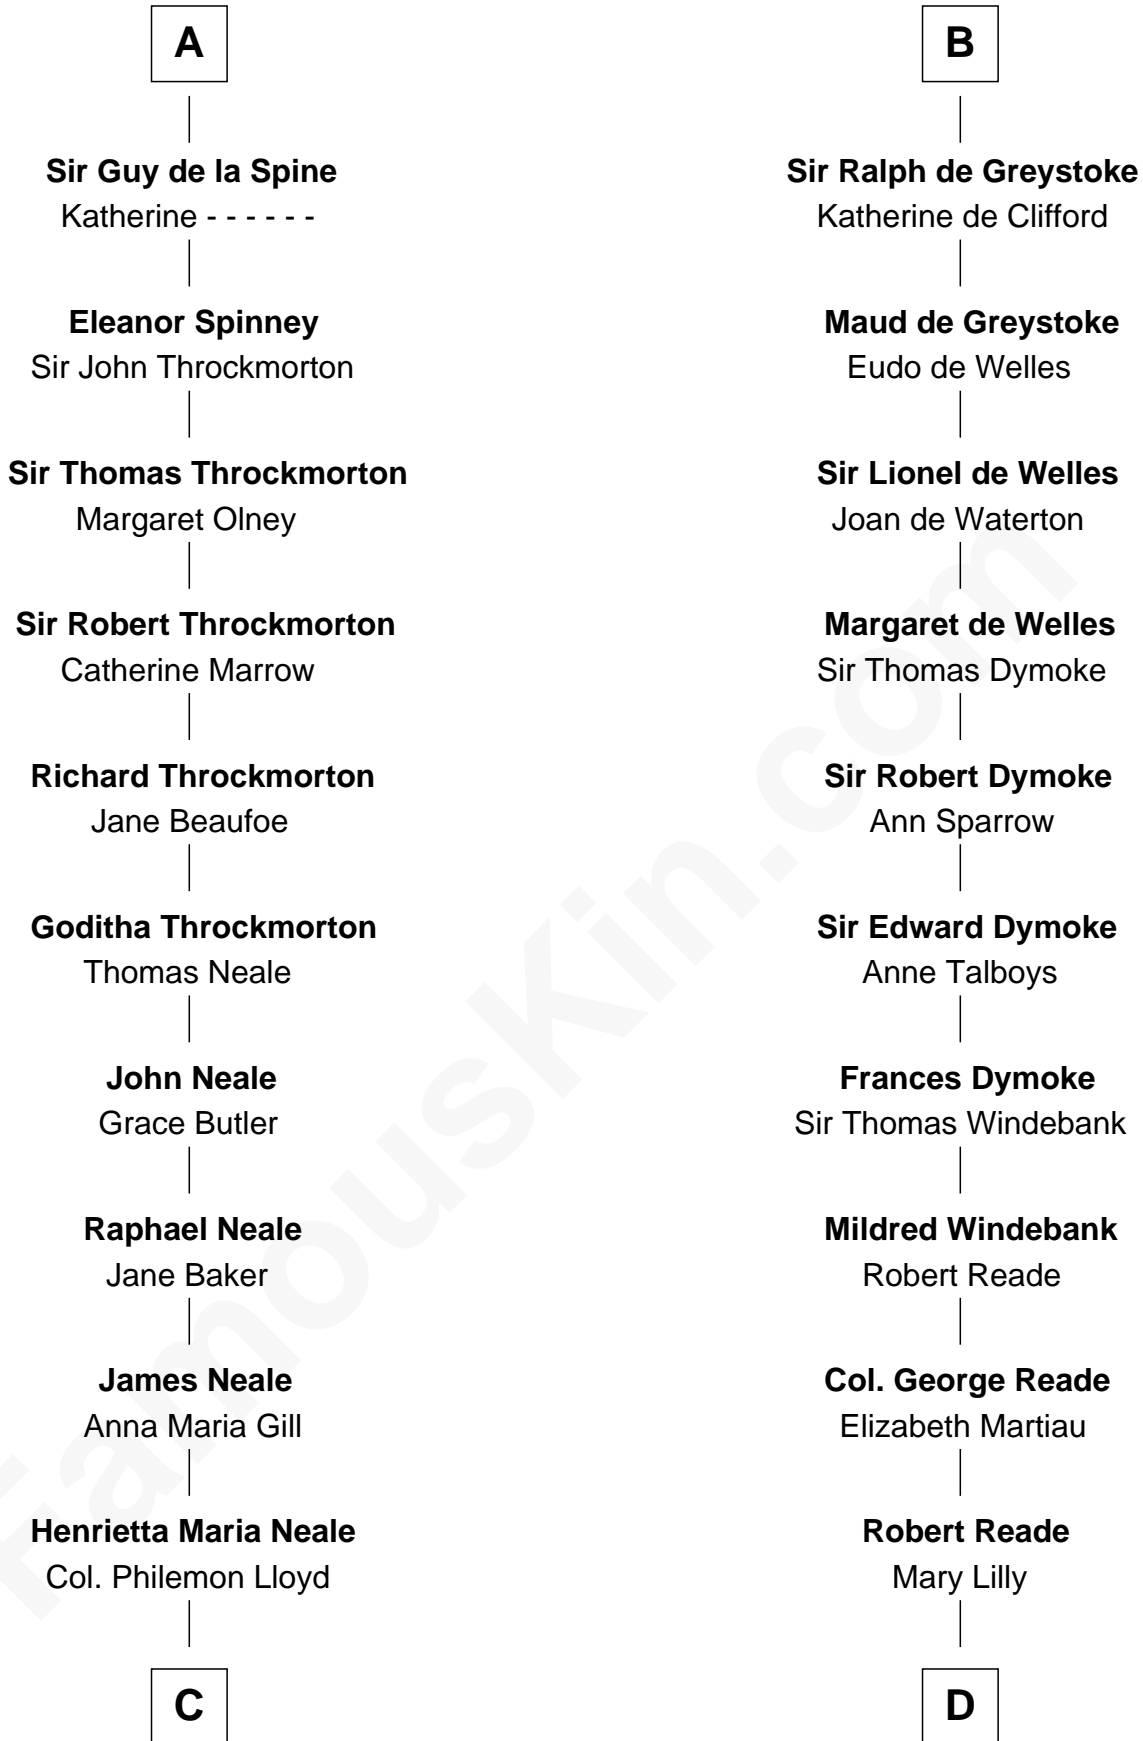 A
Sir Guy de la Spine
Katherine - - - - - -
Eleanor Spinney
Sir John Throckmorton
Sir Thomas Throckmorton
Margaret Olney
Sir Robert Throckmorton
Catherine Marrow
Richard Throckmorton
Jane Beaufoe
Goditha Throckmorton
Thomas Neale
John Neale
Grace Butler
Raphael Neale
Jane Baker
James Neale
Anna Maria Gill
Henrietta Maria Neale
Col. Philemon Lloyd
C
B
Sir Ralph de Greystoke
Katherine de Clifford
Maud de Greystoke
Eudo de Welles
Sir Lionel de Welles
Joan de Waterton
Margaret de Welles
Sir Thomas Dymoke
Sir Robert Dymoke
Ann Sparrow
Sir Edward Dymoke
Anne Talboys
Frances Dymoke
Sir Thomas Windebank
Mildred Windebank
Robert Reade
Col. George Reade
Elizabeth Martiau
Robert Reade
Mary Lilly
D
FamousKin.com